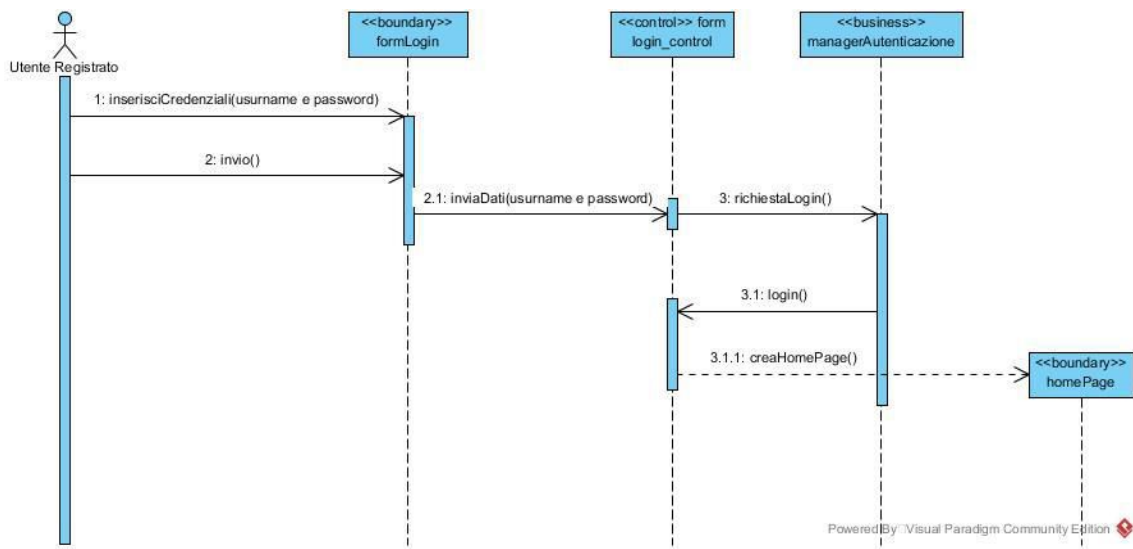 <<boundary>>
formLogin
<<control>> form
login_control
<<business>>
managerAutenticazione
Utente Registrato
1: inserisciCredenziali(usurname e password)
2: invio()
2.1: inviaDati(usurname e password)
3: richiestaLogin()
3.1: login()
3.1.1: creaHomePage()
<<boundary>>
homePage
Powered By Visual Paradigm Community Edition